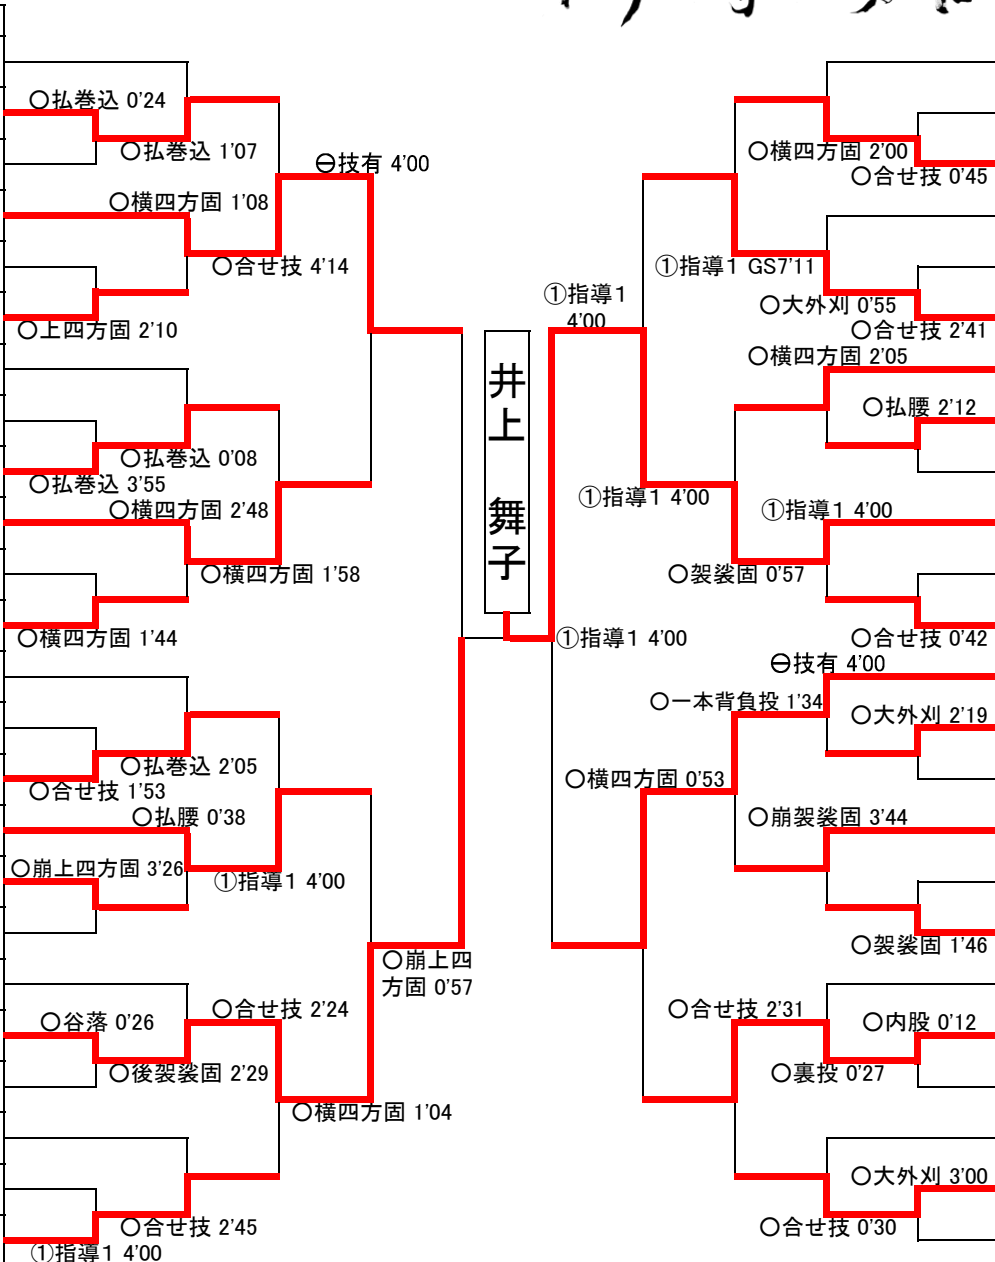 ○払巻込 0'24
○払巻込 1'07
⊖技有 4'00
○横四方固 1'08
○合せ技 4'14
○上四方固 2'10
○払巻込 0'08
○払巻込 3'55
○横四方固 2'48
○横四方固 1'58
○横四方固 1'44
○払巻込 2'05
○合せ技 1'53
○払腰 0'38
○崩上四方固 3'26
①指導1 4'00
○崩上四
方固 0'57
○合せ技 2'24
○谷落 0'26
○後袈裟固 2'29
○横四方固 1'04
○合せ技 2'45
①指導1 4'00
井上 舞子
①指導1 4'00
○横四方固 2'00
○合せ技 0'45
①指導1 GS7'11
①指導1
4'00
○大外刈 0'55
○合せ技 2'41
○横四方固 2'05
○払腰 2'12
①指導1 4'00
①指導1 4'00
○袈裟固 0'57
○合せ技 0'42
⊖技有 4'00
○一本背負投 1'34
○大外刈 2'19
○横四方固 0'53
○崩袈裟固 3'44
○袈裟固 1'46
○合せ技 2'31
○内股 0'12
○裏投 0'27
○大外刈 3'00
○合せ技 0'30